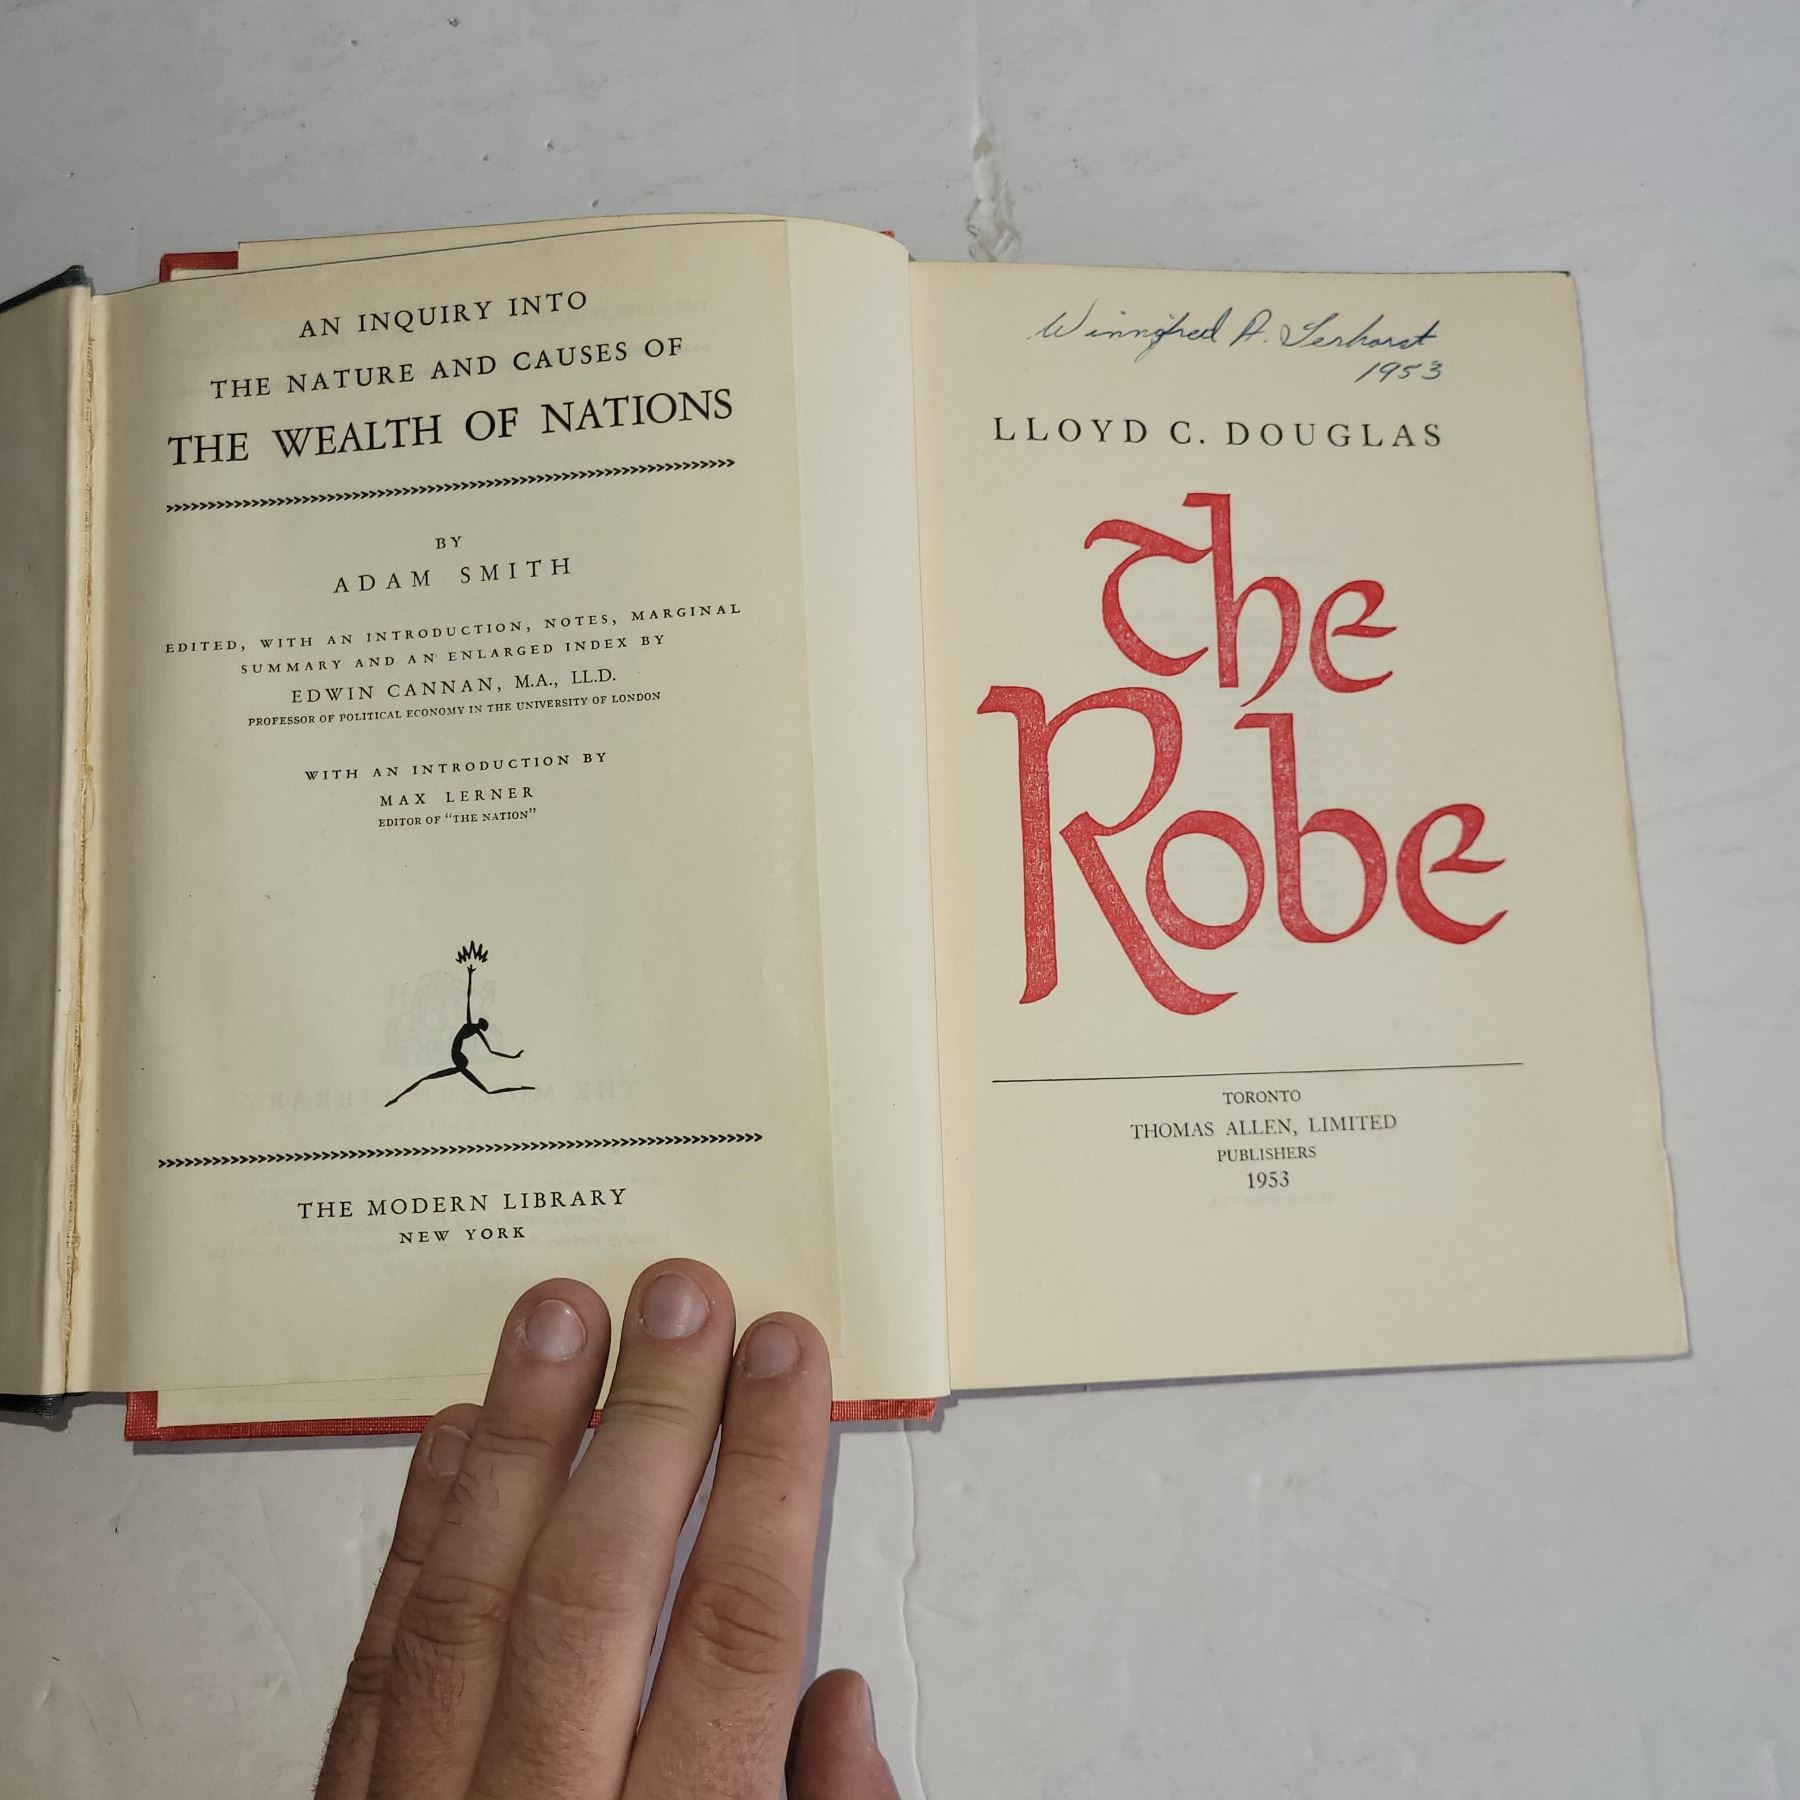 AN INQUIRY INTO
THE NATURE AND CAUSES OF
THE WEALTH OF NATIONS
BY
ADAM SMITH
EDITED, WITH AN INTRODUCTION, NOTES, MARGINAL
SUMMARY AND AN ENLARGED INDEX BY
EDWIN CANNAN, M.A., LL.D.
PROFESSOR OF POLITICAL ECONOMY IN THE UNIVERSITY OF LONDON
WITH AN INTRODUCTION BY
MAX LERNER
EDITOR OF "THE NATION"
THE MODERN LIBRARY
NEW YORK
Winnifred A.
1953
LLOYD C. DOUGLAS
The
Robe
TORONTO
THOMAS ALLEN, LIMITED
PUBLISHERS
1953